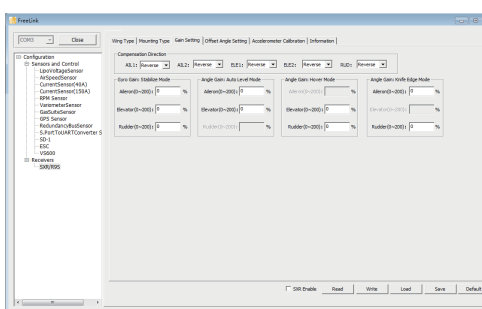 FreeLink
COM3 Close
Configuration
Sensors and Control
LipoVoltageSensor
AirSpeedSensor
CurrentSensor(40A)
CurrentSensor(150A)
RPM Sensor
VariometerSensor
GasSuiteSensor
GPS Sensor
RedundancyBusSensor
S.PortToUARTConverter S
SD-1
ESC
VS600
Receivers
SXR/R9S
Wing Type Mounting Type Gain Setting Offset Angle Setting Accelerometer Calibration Information
Compensation Direction
AIL1: Reverse AIL2: Reverse ELE1: Reverse ELE2: Reverse RUD: Reverse
Goro Gain: Stabilize Mode
Aileron(0~200): 0 %
Elevator(0~200): 0 %
Rudder(0~200): 0 %
Angle Gain: Auto Level Mode
Aileron(0~200): 0 %
Elevator(0~200): 0 %
Rudder(0~200): %
Angle Gain: Hover Mode
Aileron(0~200): %
Elevator(0~200): 0 %
Rudder(0~200): 0 %
Angle Gain: Knife Edge Mode
Aileron(0~200): 0 %
Elevator(0~200): %
Rudder(0~200): 0 %
SXR Enable Read Write Load Save Default